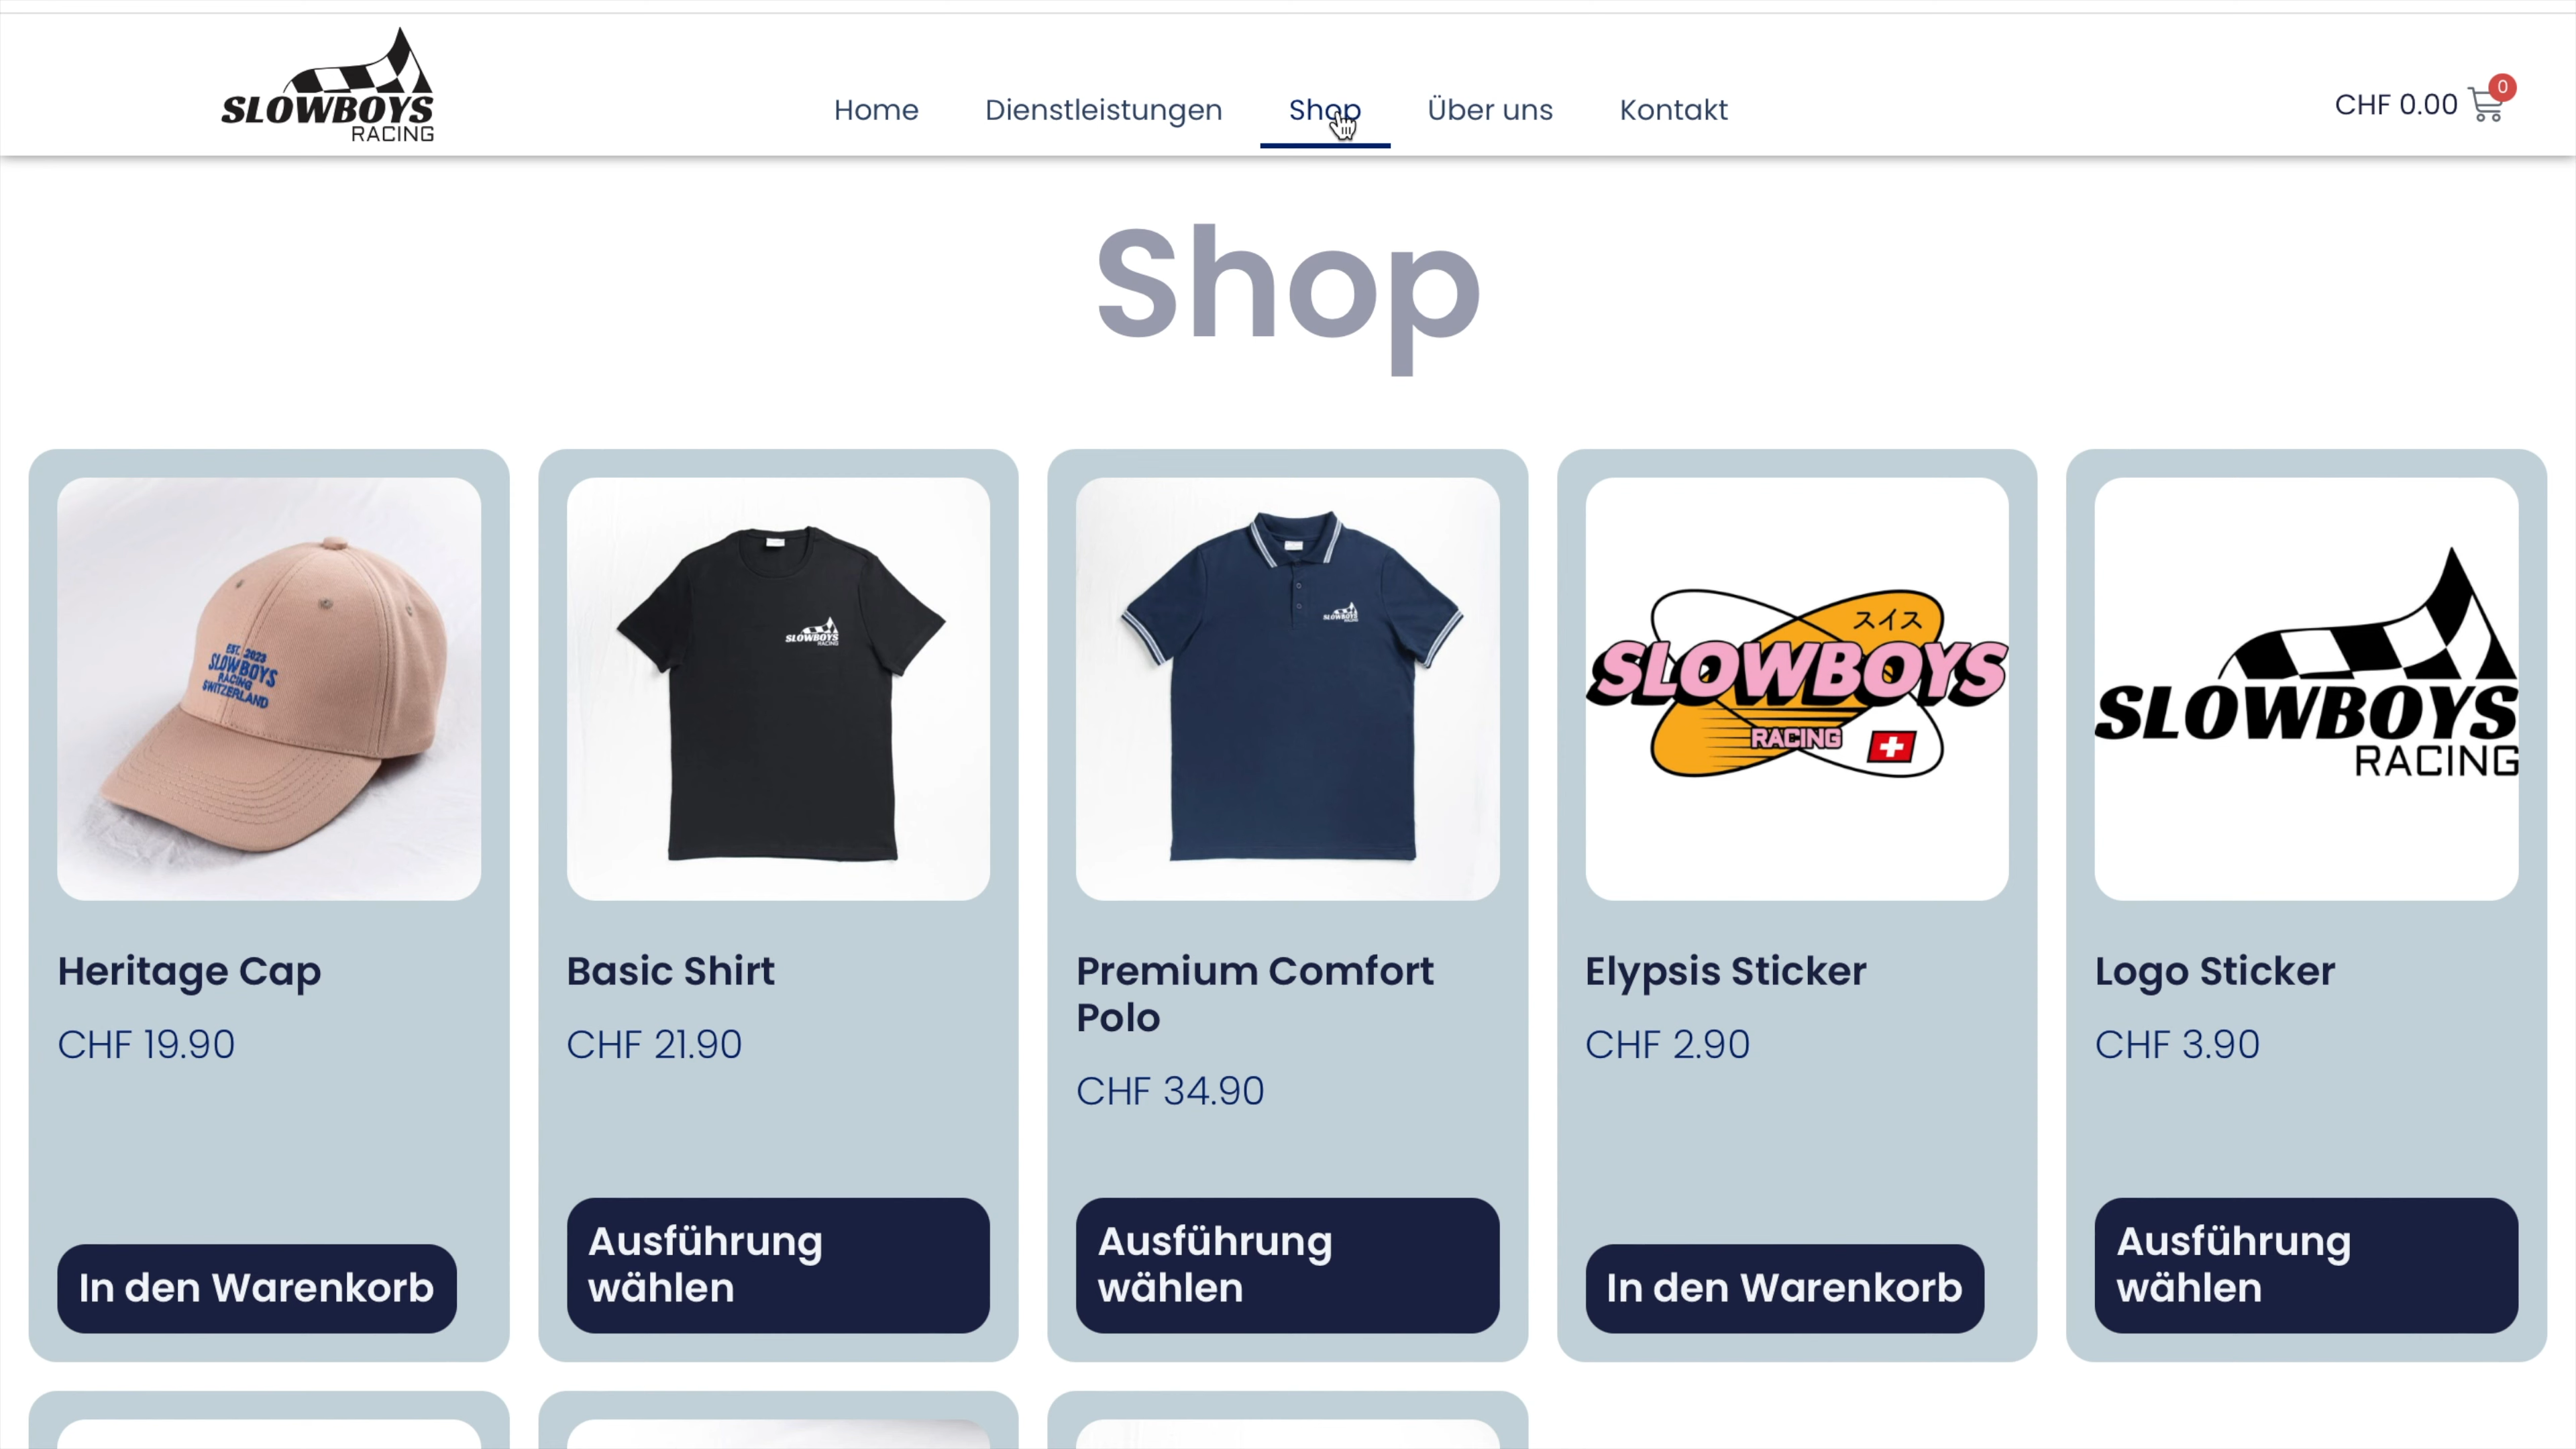 SLOWBOYS
RACING
Home
Dienstleistungen
Shop
Über uns
Kontakt
CHF 0.00
0
Shop
EST. 2023
SLOWBOYS
RACING
SWITZERLAND
SLOWBOYS
RACING
SLOWBOYS
スイス
SLOWBOYS
RACING
SLOWBOYS
RACING
Heritage Cap
CHF 19.90
In den Warenkorb
Basic Shirt
CHF 21.90
Ausführung
wählen
Premium Comfort
Polo
CHF 34.90
Ausführung
wählen
Elypsis Sticker
CHF 2.90
In den Warenkorb
Logo Sticker
CHF 3.90
Ausführung
wählen